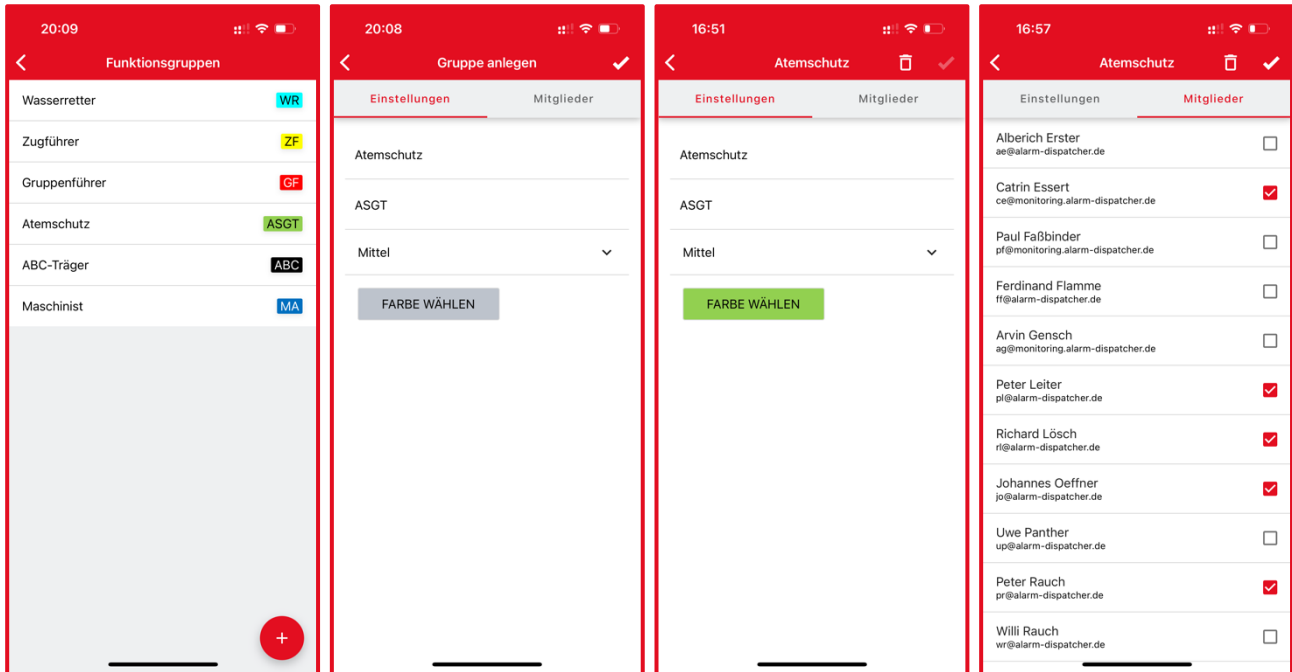 20:09
Funktionsgruppen
Wasserretter WR
Zugführer ZF
Gruppenführer GF
Atemschutz ASGT
ABC-Träger ABC
Maschinist MA
20:08
Gruppe anlegen
Einstellungen Mitglieder
Atemschutz
ASGT
Mittel
FARBE WÄHLEN
16:51
Atemschutz
Einstellungen Mitglieder
Atemschutz
ASGT
Mittel
FARBE WÄHLEN
16:57
Atemschutz
Einstellungen Mitglieder
Alberich Erster
ae@alarm-dispatcher.de
Catrin Essert
ce@monitoring.alarm-dispatcher.de
Paul Faßbinder
pf@monitoring.alarm-dispatcher.de
Ferdinand Flamme
ff@alarm-dispatcher.de
Arvin Gensch
ag@monitoring.alarm-dispatcher.de
Peter Leiter
pl@alarm-dispatcher.de
Richard Lösch
rl@alarm-dispatcher.de
Johannes Oeffner
jo@alarm-dispatcher.de
Uwe Panther
up@alarm-dispatcher.de
Peter Rauch
pr@alarm-dispatcher.de
Willi Rauch
wr@alarm-dispatcher.de